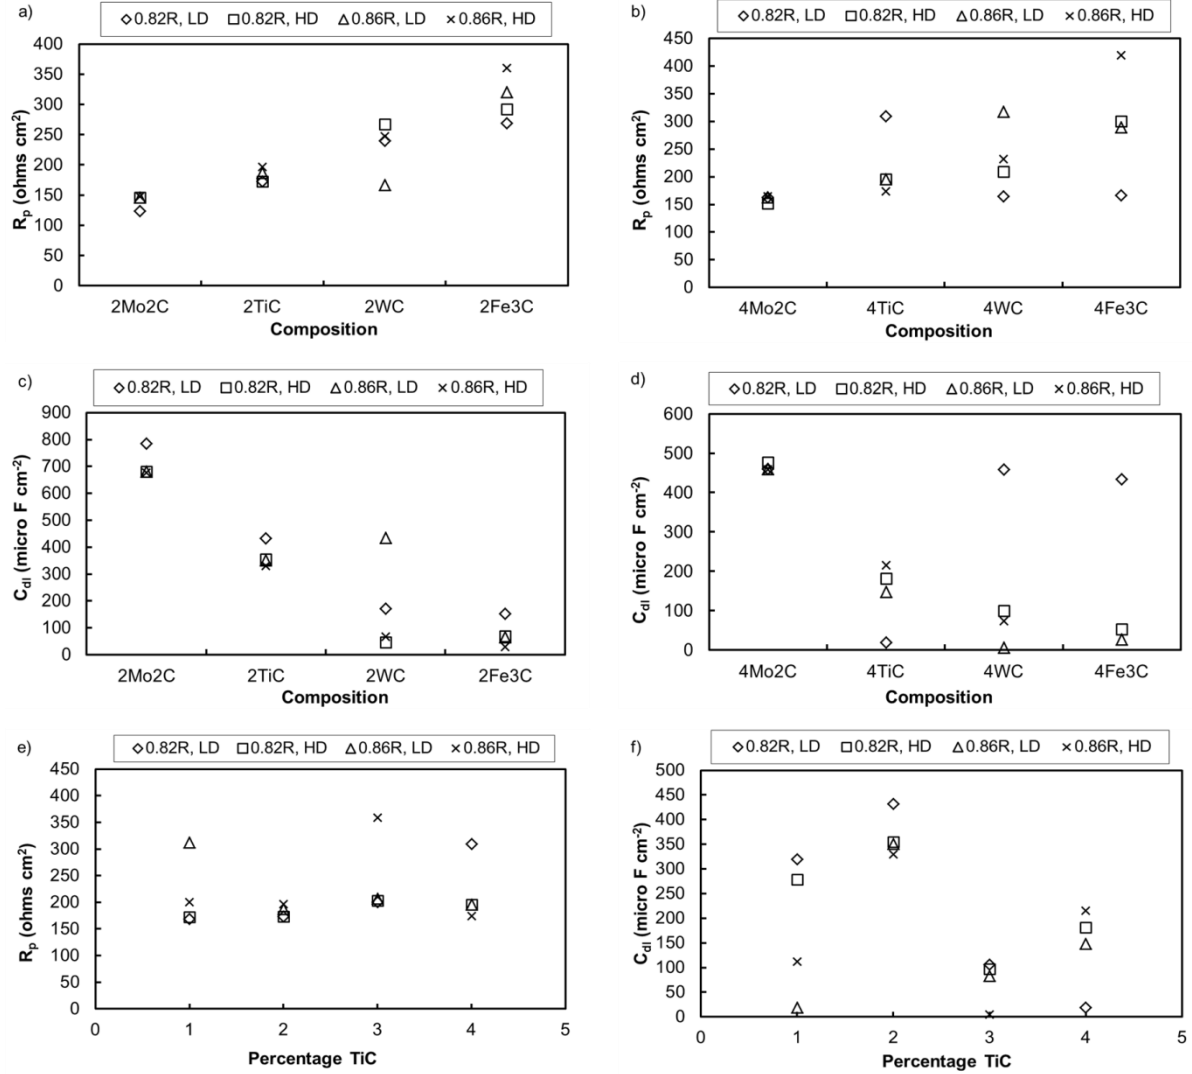 a)
◇0.82R, LD □0.82R, HD △0.86R, LD ×0.86R, HD
400
350
300
250
200
150
100
50
0
Rp (ohms cm2)
2Mo2C 2TiC 2WC 2Fe3C
Composition
b)
◇0.82R, LD □0.82R, HD △0.86R, LD ×0.86R, HD
450
400
350
300
250
200
150
100
50
0
Rp (ohms cm2)
4Mo2C 4TiC 4WC 4Fe3C
Composition
c)
◇0.82R, LD □0.82R, HD △0.86R, LD ×0.86R, HD
900
800
700
600
500
400
300
200
100
0
Cdl (micro F cm-2)
2Mo2C 2TiC 2WC 2Fe3C
Composition
d)
◇0.82R, LD □0.82R, HD △0.86R, LD ×0.86R, HD
600
500
400
300
200
100
0
Cdl (micro F cm-2)
4Mo2C 4TiC 4WC 4Fe3C
Composition
e)
◇0.82R, LD □0.82R, HD △0.86R, LD ×0.86R, HD
450
400
350
300
250
200
150
100
50
0
Rp (ohms cm2)
0 1 2 3 4 5
Percentage TiC
f)
◇0.82R, LD □0.82R, HD △0.86R, LD ×0.86R, HD
500
450
400
350
300
250
200
150
100
50
0
Cdl (micro F cm-2)
0 1 2 3 4 5
Percentage TiC